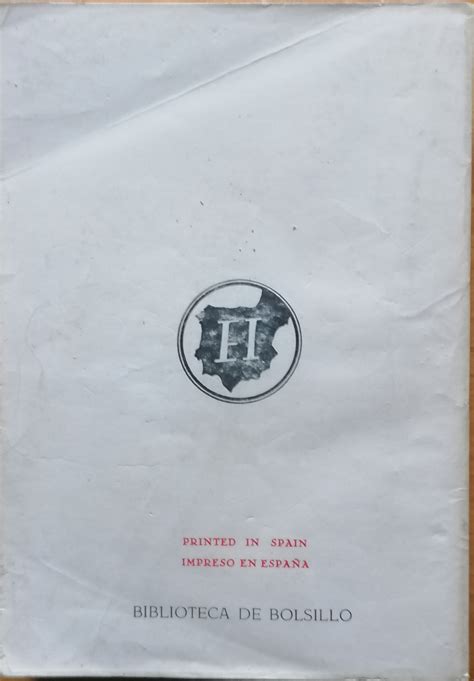 H
PRINTED IN SPAIN
IMPRESO EN ESPAÑA
BIBLIOTECA DE BOLSILLO